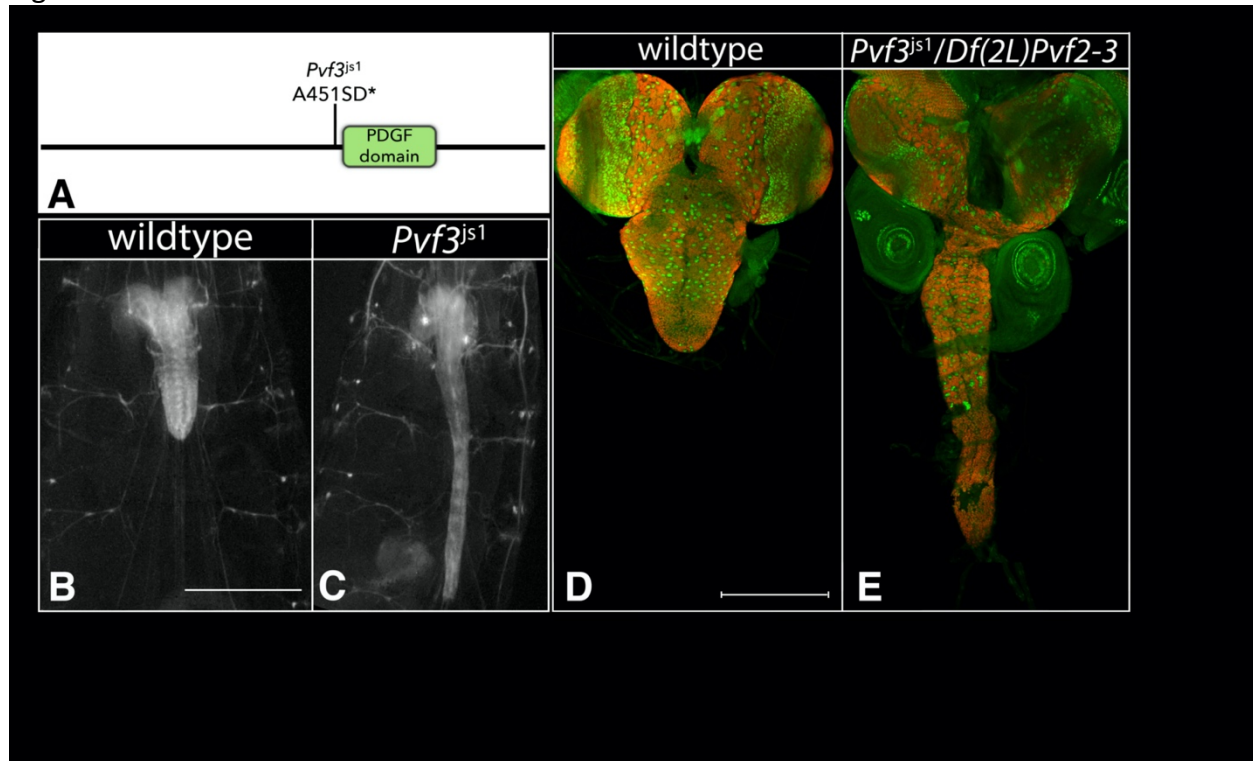 wildtype
Pvf3js1/Df(2L)Pvf2-3
Pvf3js1
A451SD*
PDGF
domain
A
wildtype
Pvf3js1
B
C
D
E